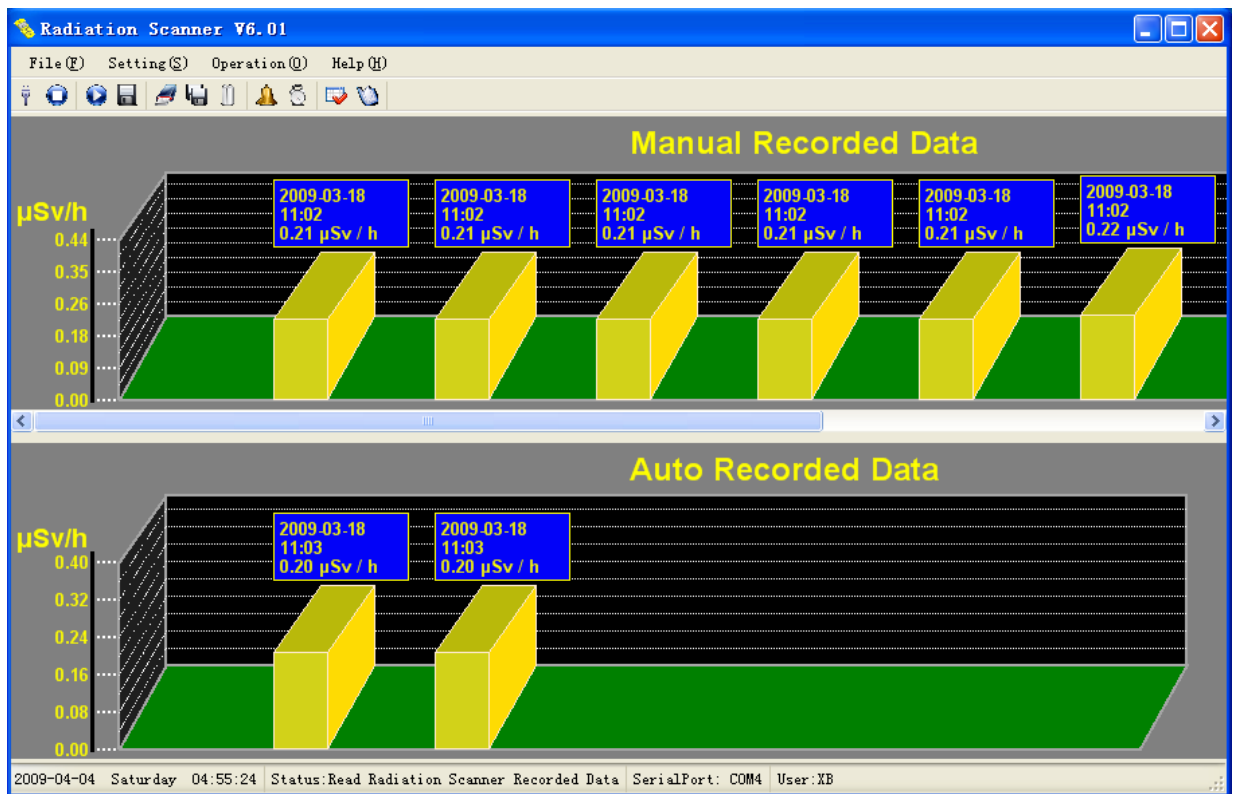 Radiation Scanner V6.01
File(F) Setting(S) Operation(O) Help(H)
Manual Recorded Data
µSv/h
0.44
0.35
0.26
0.18
0.09
0.00
2009-03-18
11:02
0.21 µSv / h
2009-03-18
11:02
0.21 µSv / h
2009-03-18
11:02
0.21 µSv / h
2009-03-18
11:02
0.21 µSv / h
2009-03-18
11:02
0.21 µSv / h
2009-03-18
11:02
0.22 µSv / h
Auto Recorded Data
µSv/h
0.40
0.32
0.24
0.16
0.08
0.00
2009-03-18
11:03
0.20 µSv / h
2009-03-18
11:03
0.20 µSv / h
2009-04-04 Saturday 04:55:24 Status:Read Radiation Scanner Recorded Data SerialPort: COM4 User:XB